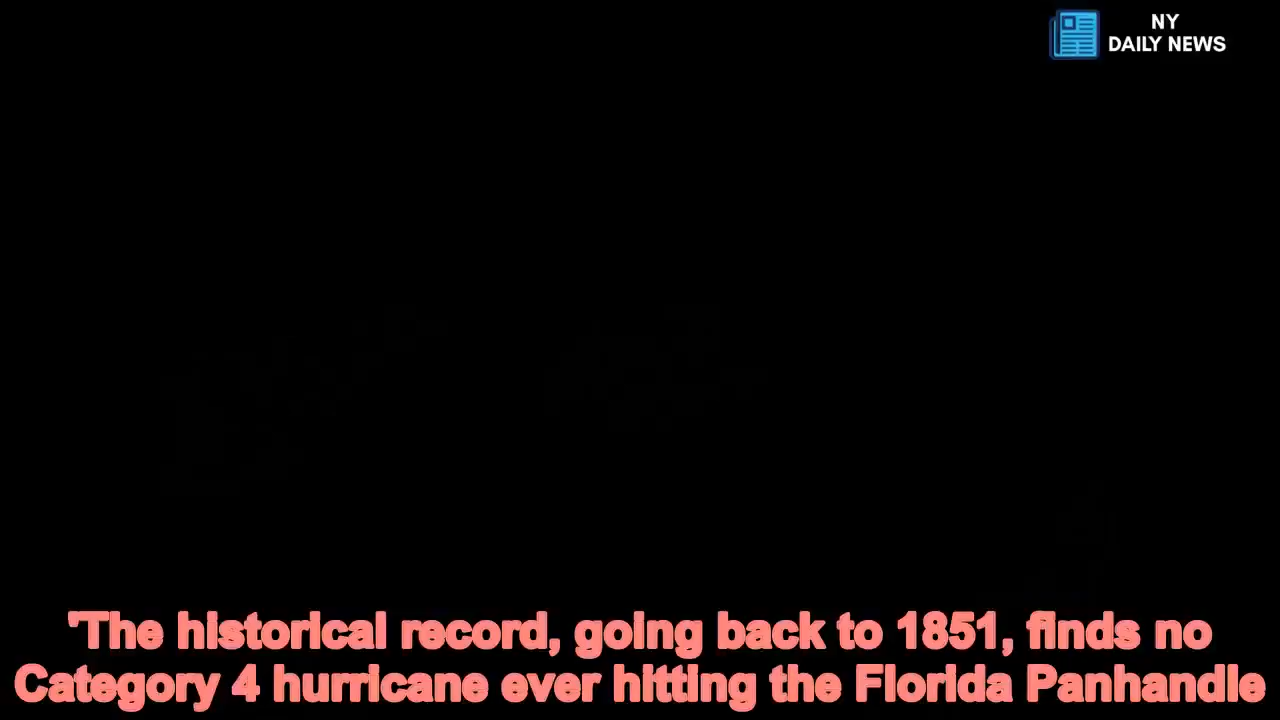 NY
DAILY NEWS
'The historical record, going back to 1851, finds no
Category 4 hurricane ever hitting the Florida Panhandle